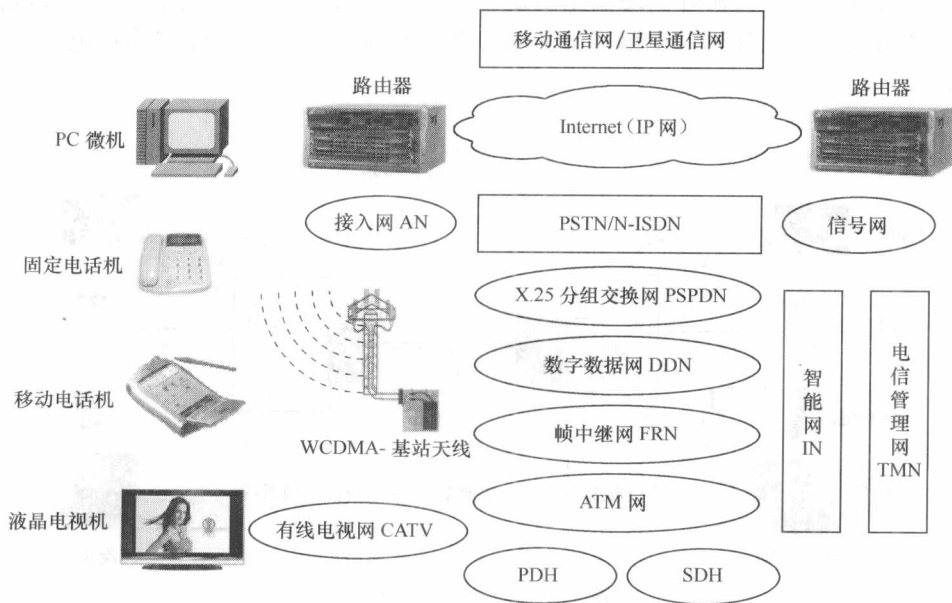 移动通信网/卫星通信网
路由器
路由器
PC 微机
Internet(IP 网)
接入网 AN
PSTN/N-ISDN
信号网
固定电话机
X.25 分组交换网 PSPDN
数字数据网 DDN
智能网 IN
电信管理网 TMN
移动电话机
帧中继网 FRN
WCDMA- 基站天线
ATM 网
液晶电视机
有线电视网 CATV
PDH
SDH